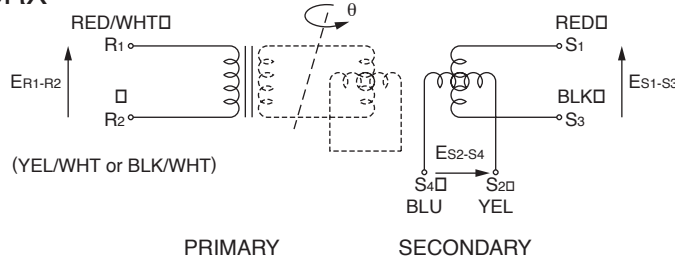 RED/WHT□
R1
ER1-R2
□
R2
(YEL/WHT or BLK/WHT)
θ
RED□
S1
ES1-S3
BLK□
S3
ES2-S4
S4□
S2□
BLU
YEL
PRIMARY
SECONDARY